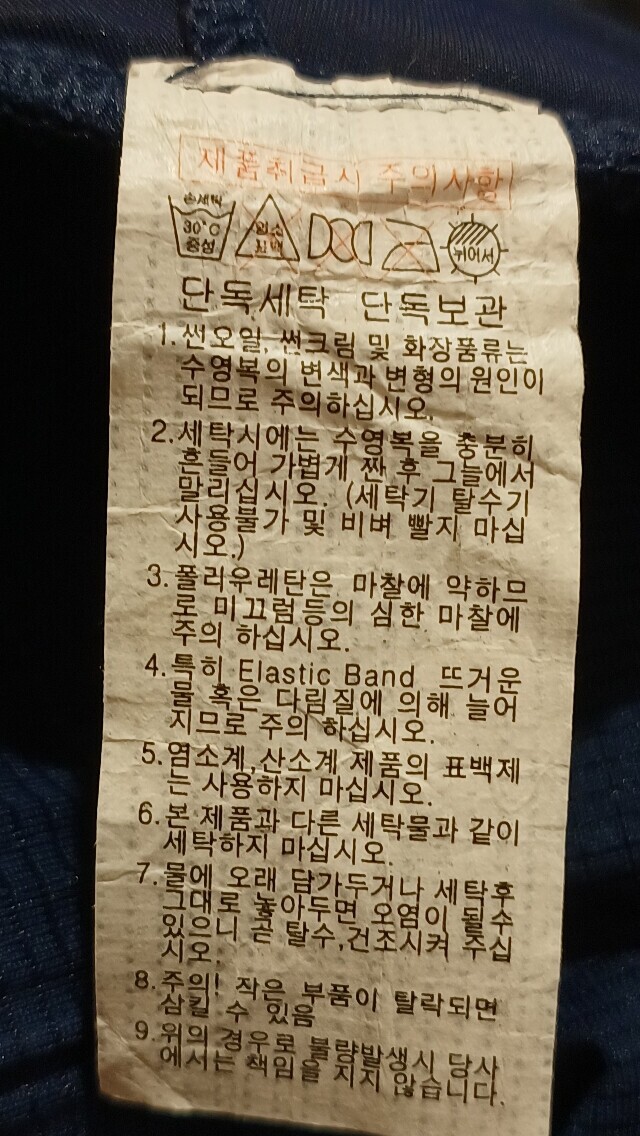 제품취급시 주의사항
손세탁
30°C
중성
염소
표백
뉘어서
단독세탁 단독보관
1.썬오일, 썬크림 및 화장품류는
수영복의 변색과 변형의 원인이
되므로 주의하십시오.
2.세탁시에는 수영복을 충분히
흔들어 가볍게 짠 후 그늘에서
말리십시오. (세탁기 탈수기
사용불가 및 비벼 빨지 마십
시오.)
3.폴리우레탄은 마찰에 약하므
로 미끄럼등의 심한 마찰에
주의 하십시오.
4.특히 Elastic Band 뜨거운
물 혹은 다림질에 의해 늘어
지므로 주의 하십시오.
5.염소계,산소계 제품의 표백제
는 사용하지 마십시오.
6.본 제품과 다른 세탁물과 같이
세탁하지 마십시오.
7.물에 오래 담가두거나 세탁후
그대로 놓아두면 오염이 될수
있으니 곧 탈수,건조시켜 주십
시오.
8.주의! 작은 부품이 탈락되면
삼킬 수 있음
9.위의 경우로 불량발생시 당사
에서는 책임을 지지 않습니다.